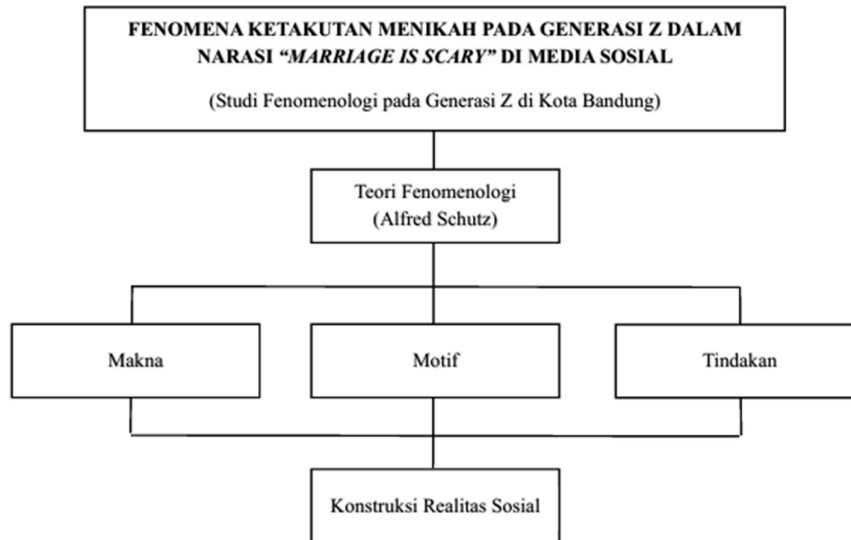 FENOMENA KETAKUTAN MENIKAH PADA GENERASI Z DALAM
NARASI “MARRIAGE IS SCARY” DI MEDIA SOSIAL
(Studi Fenomenologi pada Generasi Z di Kota Bandung)
Teori Fenomenologi
(Alfred Schutz)
Makna
Motif
Tindakan
Konstruksi Realitas Sosial